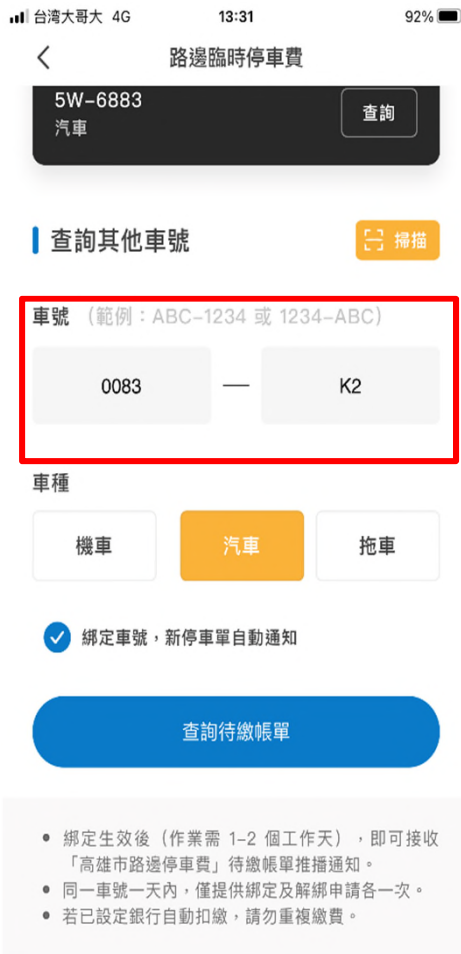 台湾大哥大 4G 13:31 92%
路邊臨時停車費
5W-6883
汽車
查詢
查詢其他車號
掃描
車號 （範例：ABC-1234 或 1234-ABC）
0083 — K2
車種
機車 汽車 拖車
綁定車號，新停車單自動通知
查詢待繳帳單
• 綁定生效後（作業需 1-2 個工作天），即可接收
「高雄市路邊停車費」待繳帳單推播通知。
• 同一車號一天內，僅提供綁定及解綁申請各一次。
• 若已設定銀行自動扣繳，請勿重複繳費。